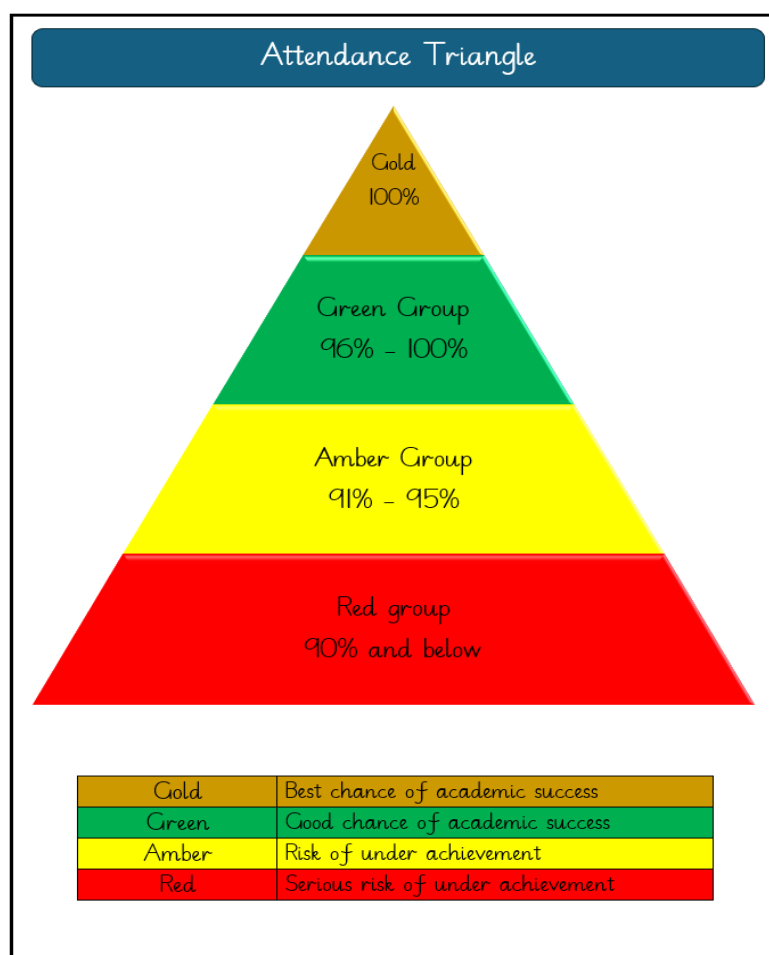 Attendance Triangle
Gold
100%
Green Group
96% - 100%
Amber Group
91% - 95%
Red group
90% and below
Gold Best chance of academic success
Green Good chance of academic success
Amber Risk of under achievement
Red Serious risk of under achievement